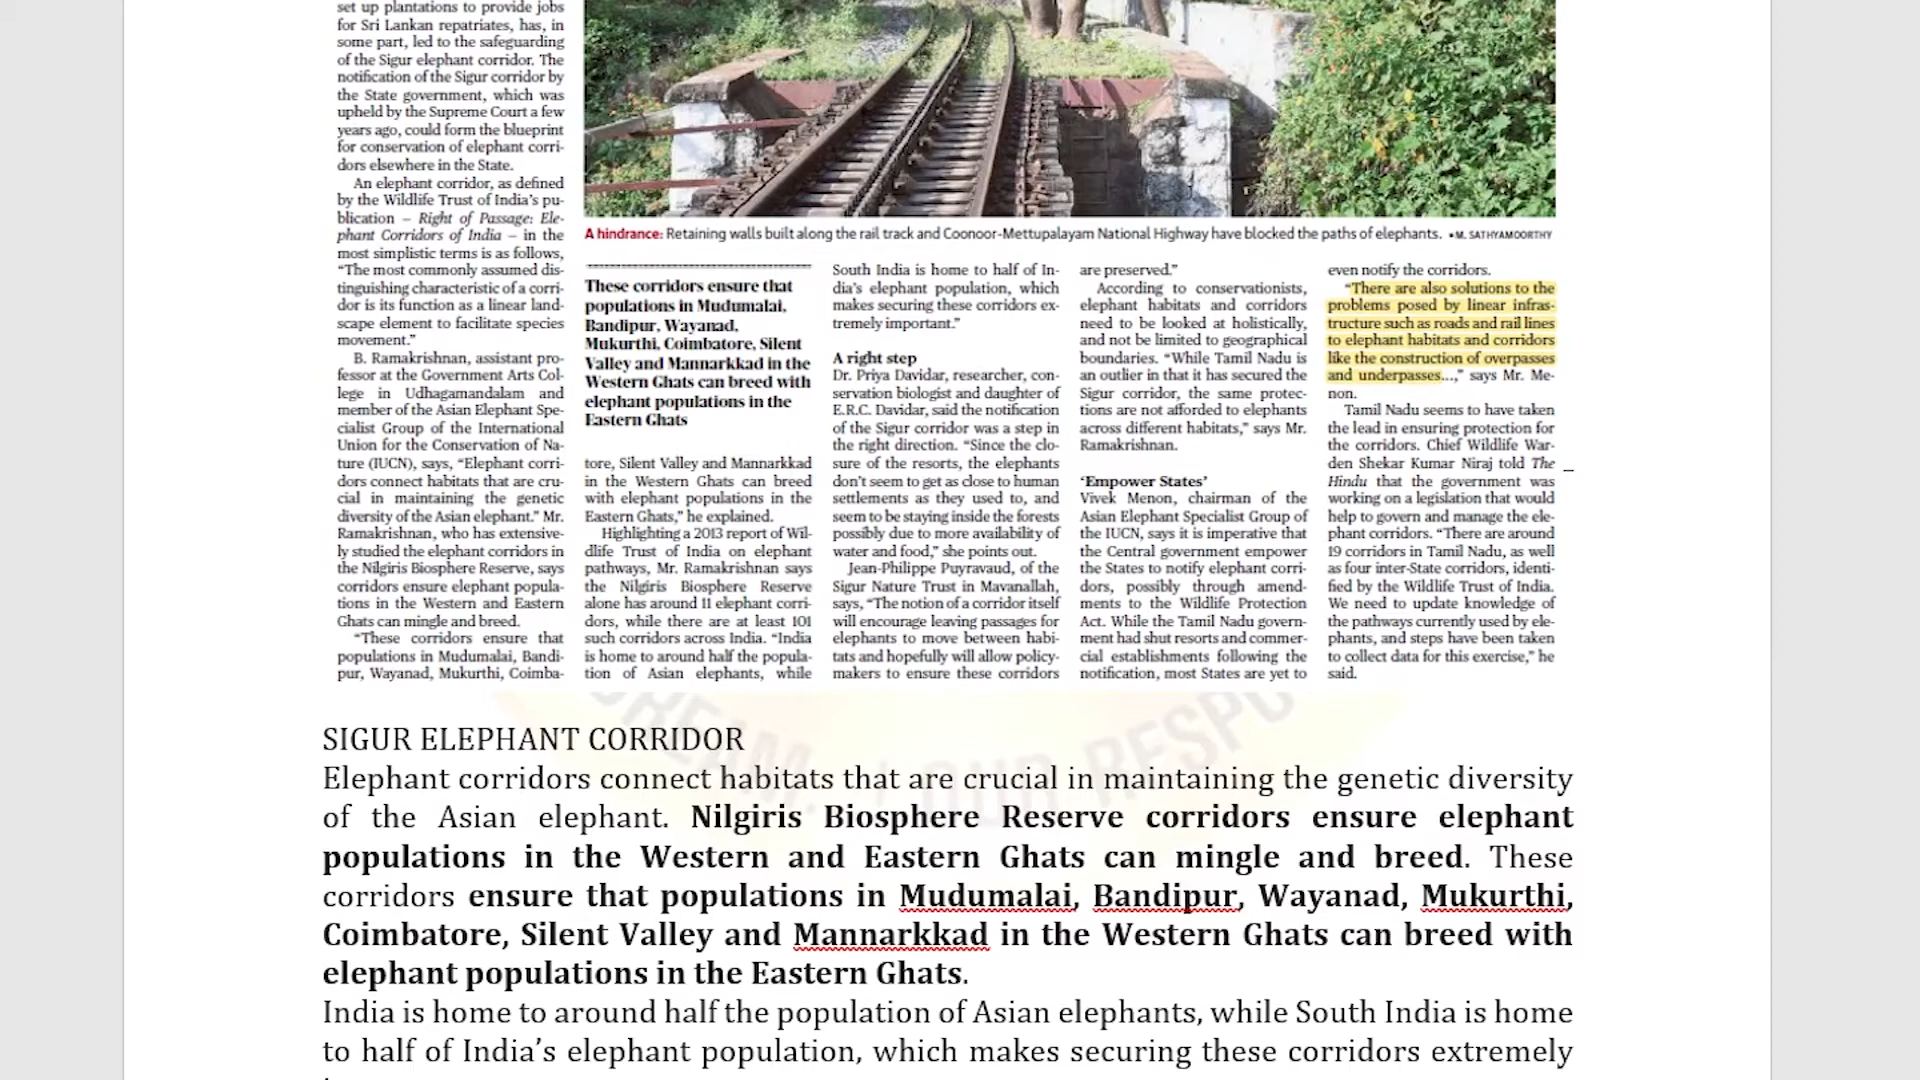 set up plantations to provide jobs
for Sri Lankan repatriates, has, in
some part, led to the safeguarding
of the Sigur elephant corridor. The
notification of the Sigur corridor by
the State government, which was
upheld by the Supreme Court a few
years ago, could form the blueprint
for conservation of elephant corri-
dors elsewhere in the State.
An elephant corridor, as defined
by the Wildlife Trust of India's pu-
blication – Right of Passage: Ele-
phant Corridors of India – in the
most simplistic terms is as follows,
“The most commonly assumed dis-
tinguishing characteristic of a corri-
dor is its function as a linear land-
scape element to facilitate species
movement.”
B. Ramakrishnan, assistant pro-
fessor at the Government Arts Col-
lege in Udhagamandalam and
member of the Asian Elephant Spe-
cialist Group of the International
Union for the Conservation of Na-
ture (IUCN), says, “Elephant corri-
dors connect habitats that are cru-
cial in maintaining the genetic
diversity of the Asian elephant.” Mr.
Ramakrishnan, who has extensive-
ly studied the elephant corridors in
the Nilgiris Biosphere Reserve, says
corridors ensure elephant popula-
tions in the Western and Eastern
Ghats can mingle and breed.
“These corridors ensure that
populations in Mudumalai, Bandi-
pur, Wayanad, Mukurthi, Coimba-
A hindrance: Retaining walls built along the rail track and Coonoor-Mettupalayam National Highway have blocked the paths of elephants. •M. SATHYAMOORTHY
These corridors ensure that
populations in Mudumalai,
Bandipur, Wayanad,
Mukurthi, Coimbatore, Silent
Valley and Mannarkkad in the
Western Ghats can breed with
elephant populations in the
Eastern Ghats
tore, Silent Valley and Mannarkkad
in the Western Ghats can breed
with elephant populations in the
Eastern Ghats,” he explained.
Highlighting a 2013 report of Wil-
dlife Trust of India on elephant
pathways, Mr. Ramakrishnan says
the Nilgiris Biosphere Reserve
alone has around 11 elephant corri-
dors, while there are at least 101
such corridors across India. “India
is home to around half the popula-
tion of Asian elephants, while
South India is home to half of In-
dia's elephant population, which
makes securing these corridors ex-
tremely important.”
A right step
Dr. Priya Davidar, researcher, con-
servation biologist and daughter of
E.R.C. Davidar, said the notification
of the Sigur corridor was a step in
the right direction. “Since the clo-
sure of the resorts, the elephants
don't seem to get as close to human
settlements as they used to, and
seem to be staying inside the forests
possibly due to more availability of
water and food,” she points out.
Jean-Philippe Puyravaud, of the
Sigur Nature Trust in Mavanallah,
says, “The notion of a corridor itself
will encourage leaving passages for
elephants to move between habi-
tats and hopefully will allow policy-
makers to ensure these corridors
are preserved.”
According to conservationists,
elephant habitats and corridors
need to be looked at holistically,
and not be limited to geographical
boundaries. “While Tamil Nadu is
an outlier in that it has secured the
Sigur corridor, the same protec-
tions are not afforded to elephants
across different habitats,” says Mr.
Ramakrishnan.
‘Empower States’
Vivek Menon, chairman of the
Asian Elephant Specialist Group of
the IUCN, says it is imperative that
the Central government empower
the States to notify elephant corri-
dors, possibly through amend-
ments to the Wildlife Protection
Act. While the Tamil Nadu govern-
ment had shut resorts and commer-
cial establishments following the
notification, most States are yet to
even notify the corridors.
“There are also solutions to the
problems posed by linear infras-
tructure such as roads and rail lines
to elephant habitats and corridors
like the construction of overpasses
and underpasses...,” says Mr. Me-
non.
Tamil Nadu seems to have taken
the lead in ensuring protection for
the corridors. Chief Wildlife War-
den Shekar Kumar Niraj told The
Hindu that the government was
working on a legislation that would
help to govern and manage the ele-
phant corridors. “There are around
19 corridors in Tamil Nadu, as well
as four inter-State corridors, identi-
fied by the Wildlife Trust of India.
We need to update knowledge of
the pathways currently used by ele-
phants, and steps have been taken
to collect data for this exercise,” he
said.
SIGUR ELEPHANT CORRIDOR
Elephant corridors connect habitats that are crucial in maintaining the genetic diversity
of the Asian elephant. Nilgiris Biosphere Reserve corridors ensure elephant
populations in the Western and Eastern Ghats can mingle and breed. These
corridors ensure that populations in Mudumalai, Bandipur, Wayanad, Mukurthi,
Coimbatore, Silent Valley and Mannarkkad in the Western Ghats can breed with
elephant populations in the Eastern Ghats.
India is home to around half the population of Asian elephants, while South India is home
to half of India’s elephant population, which makes securing these corridors extremely